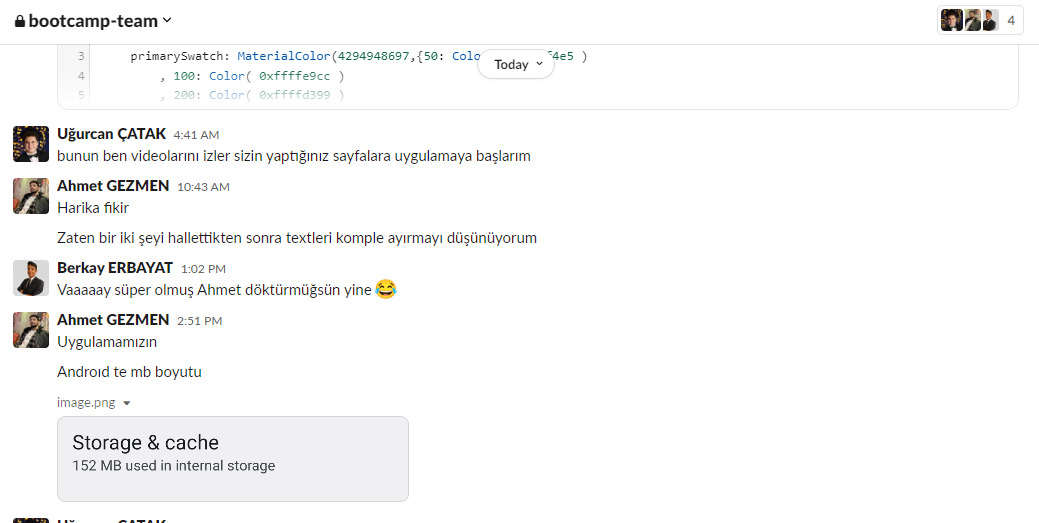 bootcamp-team
4
3 primarySwatch: MaterialColor(4294948697,{50: Colo f4e5 )
Today
4 , 100: Color( 0xffffe9cc )
5 , 200: Color( 0xffffd399 )
Uğurcan ÇATAK 4:41 AM
bunun ben videolarını izler sizin yaptığınız sayfalara uygulamaya başlarım
Ahmet GEZMEN 10:43 AM
Harika fikir
Zaten bir iki şeyi hallettikten sonra textleri komple ayırmayı düşünüyorum
Berkay ERBAYAT 1:02 PM
Vaaaaay süper olmuş Ahmet döktürmüğsün yine 😂
Ahmet GEZMEN 2:51 PM
Uygulamamızın
Androıd te mb boyutu
image.png
Storage & cache
152 MB used in internal storage
Uğurcan ÇATAK